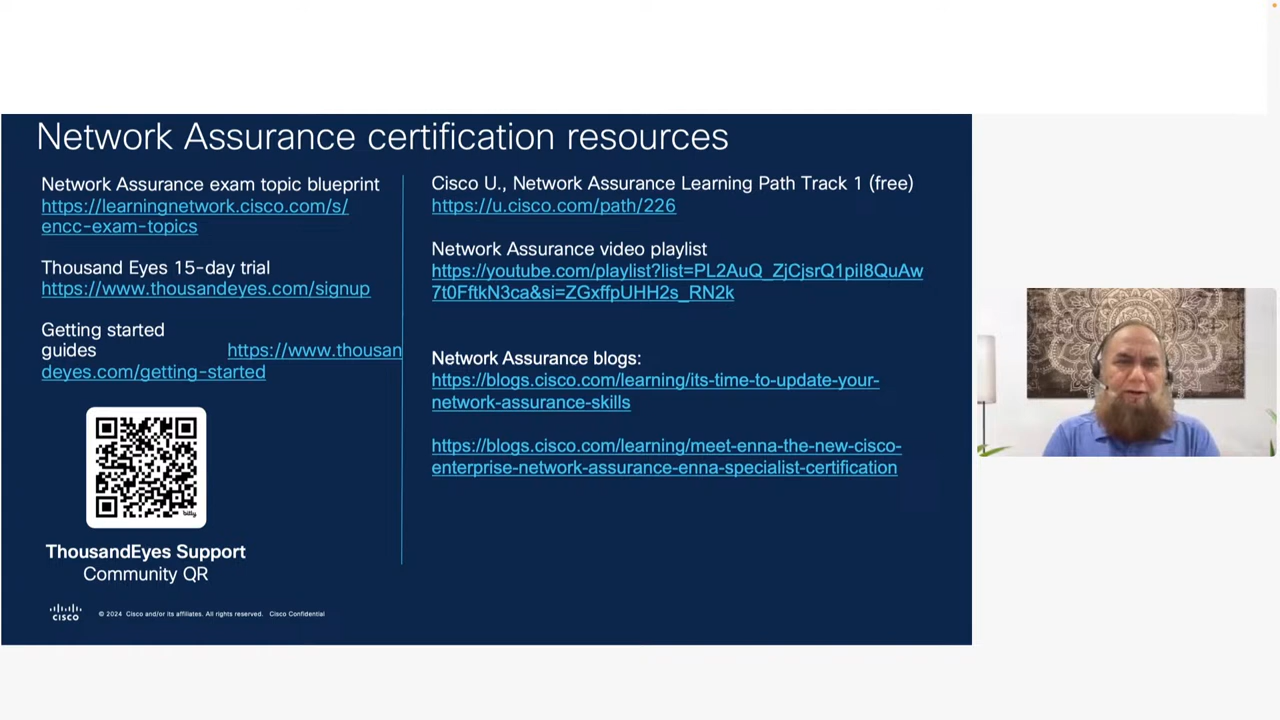 Network Assurance certification resources
Network Assurance exam topic blueprint
https://learningnetwork.cisco.com/s/
encc-exam-topics
Thousand Eyes 15-day trial
https://www.thousandeyes.com/signup
Getting started
guides https://www.thousan
deyes.com/getting-started
bitly
ThousandEyes Support
Community QR
Cisco U., Network Assurance Learning Path Track 1 (free)
https://u.cisco.com/path/226
Network Assurance video playlist
https://youtube.com/playlist?list=PL2AuQ_ZjCjsrQ1piI8QuAw
7t0FftkN3ca&si=ZGxffpUHH2s_RN2k
Network Assurance blogs:
https://blogs.cisco.com/learning/its-time-to-update-your-
network-assurance-skills
https://blogs.cisco.com/learning/meet-enna-the-new-cisco-
enterprise-network-assurance-enna-specialist-certification
CISCO
© 2024 Cisco and/or its affiliates. All rights reserved. Cisco Confidential